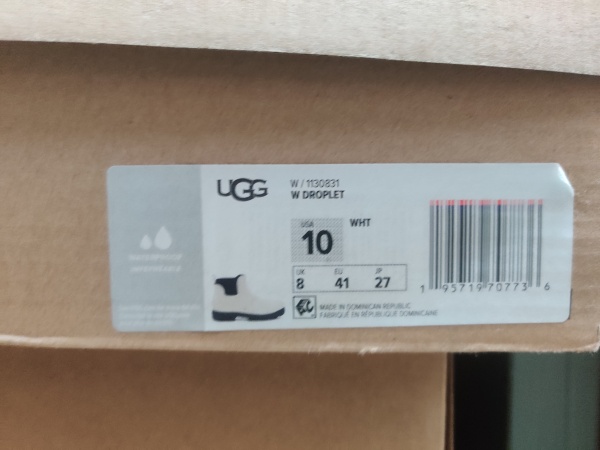 UGG
W / 1130831
W DROPLET
USA
10
WHT
UK EU JP
8 41 27
MADE IN DOMINICAN REPUBLIC
FABRIQUÉ EN RÉPUBLIQUE DOMINICAINE
1 95719 70773 6
WATERPROOF